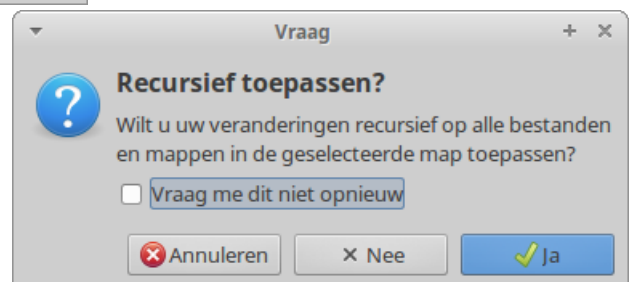 Vraag
Recursief toepassen?
Wilt u uw veranderingen recursief op alle bestanden
en mappen in de geselecteerde map toepassen?
Vraag me dit niet opnieuw
Annuleren Nee Ja